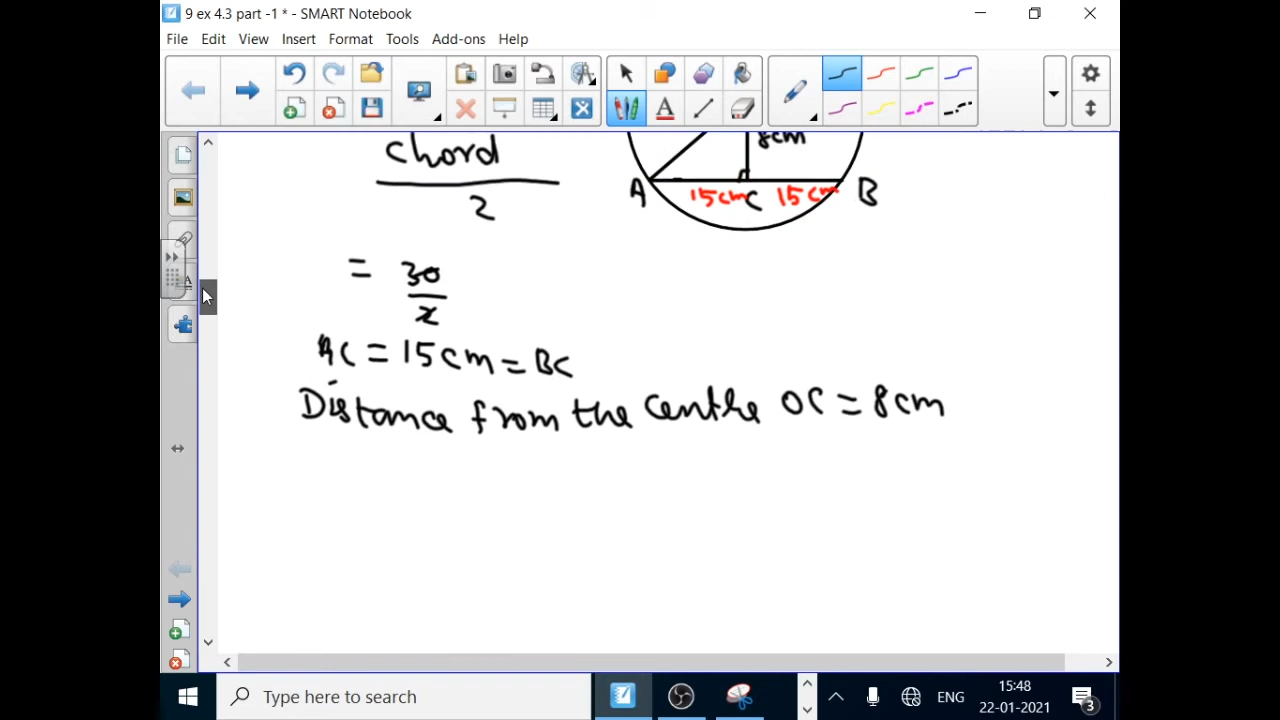 9 ex 4.3 part -1 * - SMART Notebook
File Edit View Insert Format Tools Add-ons Help
chord
2
8cm
A 15cm C 15cm B
= 30
2
AC = 15cm = BC
Distance from the centre OC = 8cm
Type here to search
ENG
15:48
22-01-2021
3